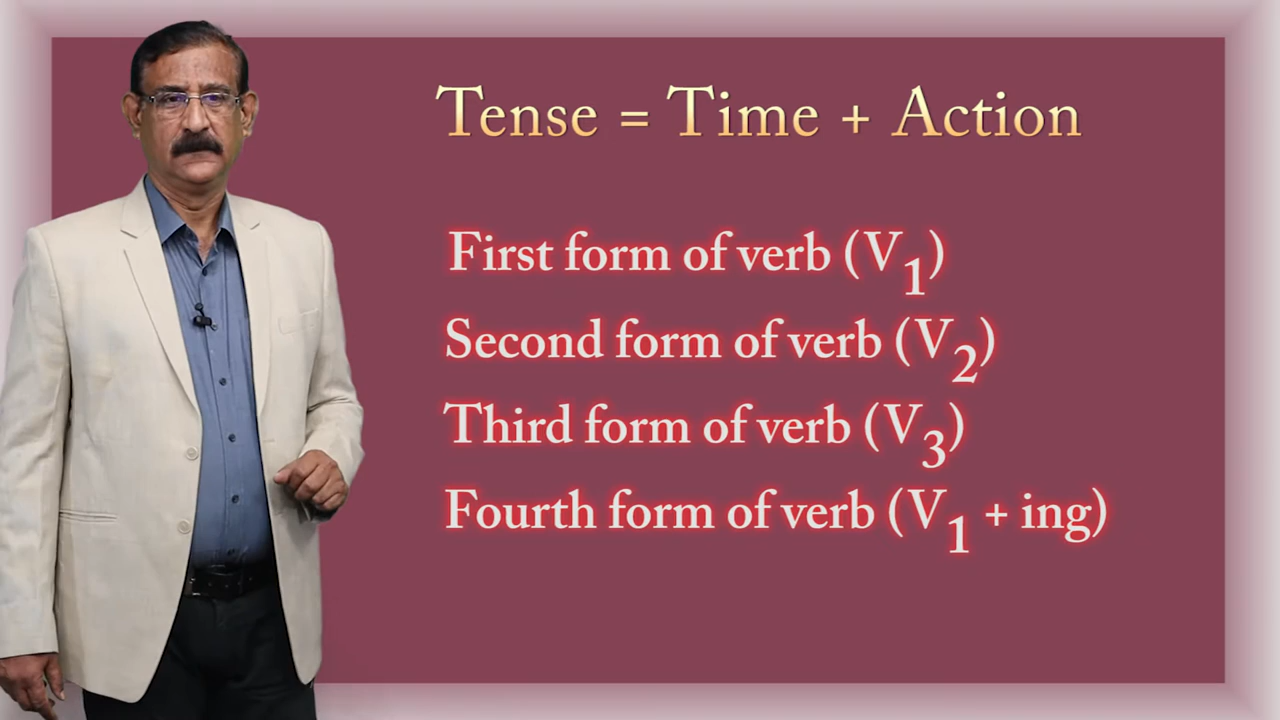 Tense = Time + Action
First form of verb (V₁)
Second form of verb (V₂)
Third form of verb (V₃)
Fourth form of verb (V₁ + ing)